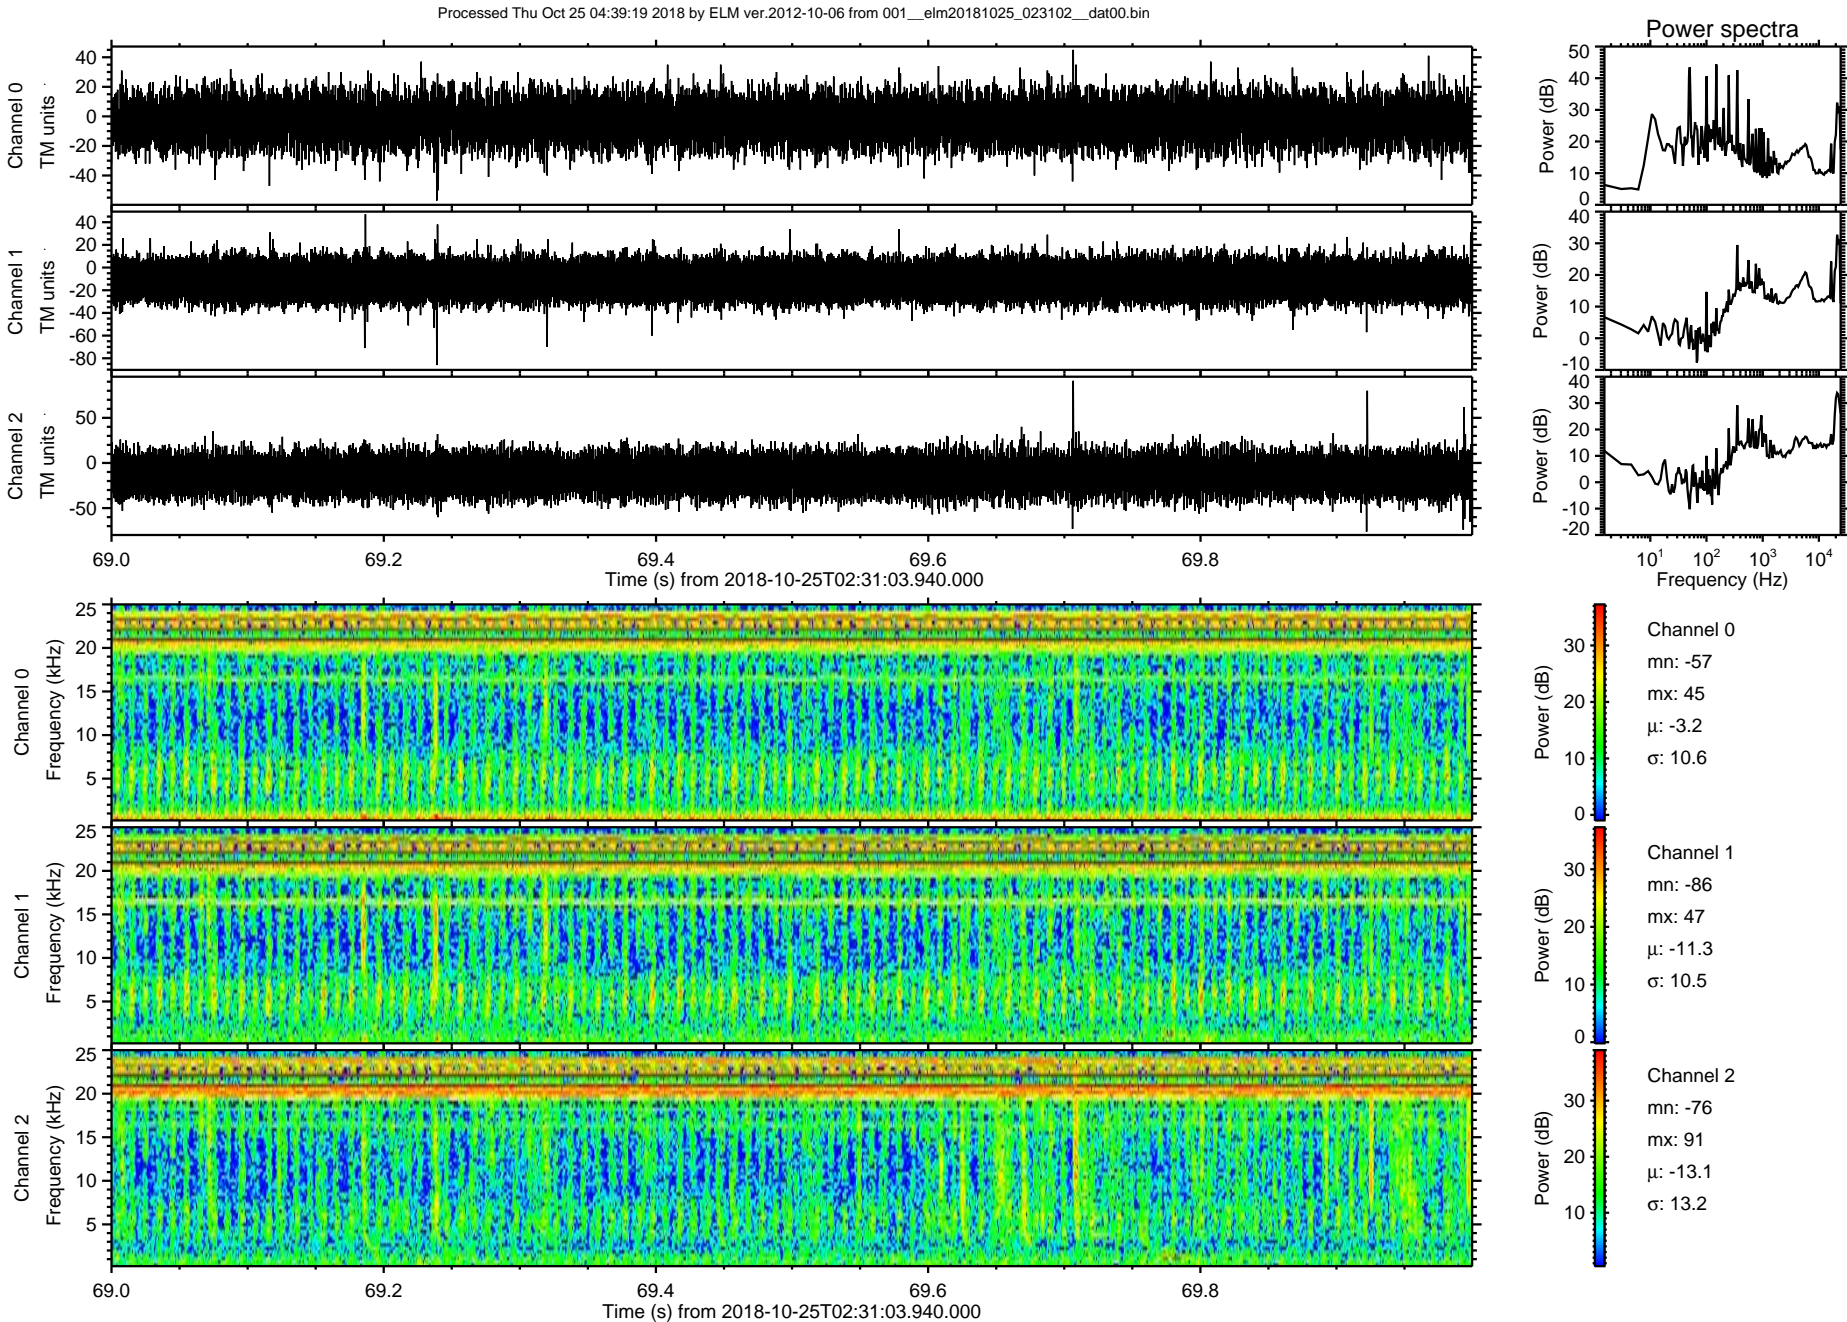 Processed Thu Oct 25 04:39:19 2018 by ELM ver.2012-10-06 from 001__elm20181025_023102__dat00.bin
Power spectra
Channel 0
TM units
40
20
0
-20
-40
Power (dB)
50
40
30
20
10
0
Channel 1
TM units
40
20
0
-20
-40
-60
-80
Power (dB)
40
30
20
10
0
-10
Channel 2
TM units
50
0
-50
Power (dB)
40
30
20
10
0
-10
-20
69.0 69.2 69.4 69.6 69.8
Time (s) from 2018-10-25T02:31:03.940.000
10^1 10^2 10^3 10^4
Frequency (Hz)
Channel 0
Frequency (kHz)
25
20
15
10
5
Power (dB)
30
20
10
0
Channel 0
mn: -57
mx: 45
μ: -3.2
σ: 10.6
Channel 1
Frequency (kHz)
25
20
15
10
5
Power (dB)
30
20
10
0
Channel 1
mn: -86
mx: 47
μ: -11.3
σ: 10.5
Channel 2
Frequency (kHz)
25
20
15
10
5
Power (dB)
30
20
10
Channel 2
mn: -76
mx: 91
μ: -13.1
σ: 13.2
69.0 69.2 69.4 69.6 69.8
Time (s) from 2018-10-25T02:31:03.940.000